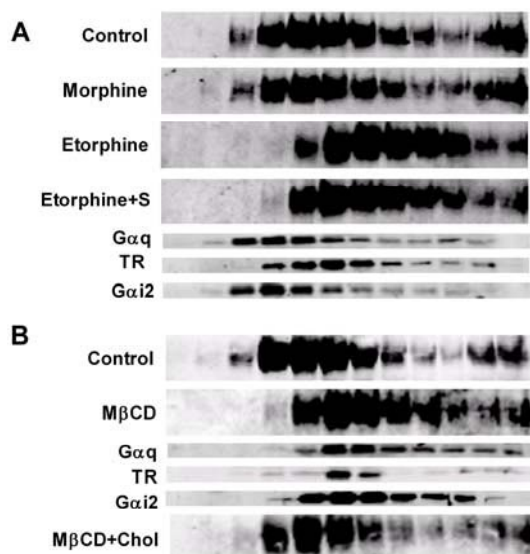 A
Control
Morphine
Etorphine
Etorphine+S
Gαq
TR
Gαi2
B
Control
MβCD
Gαq
TR
Gαi2
MβCD+Chol